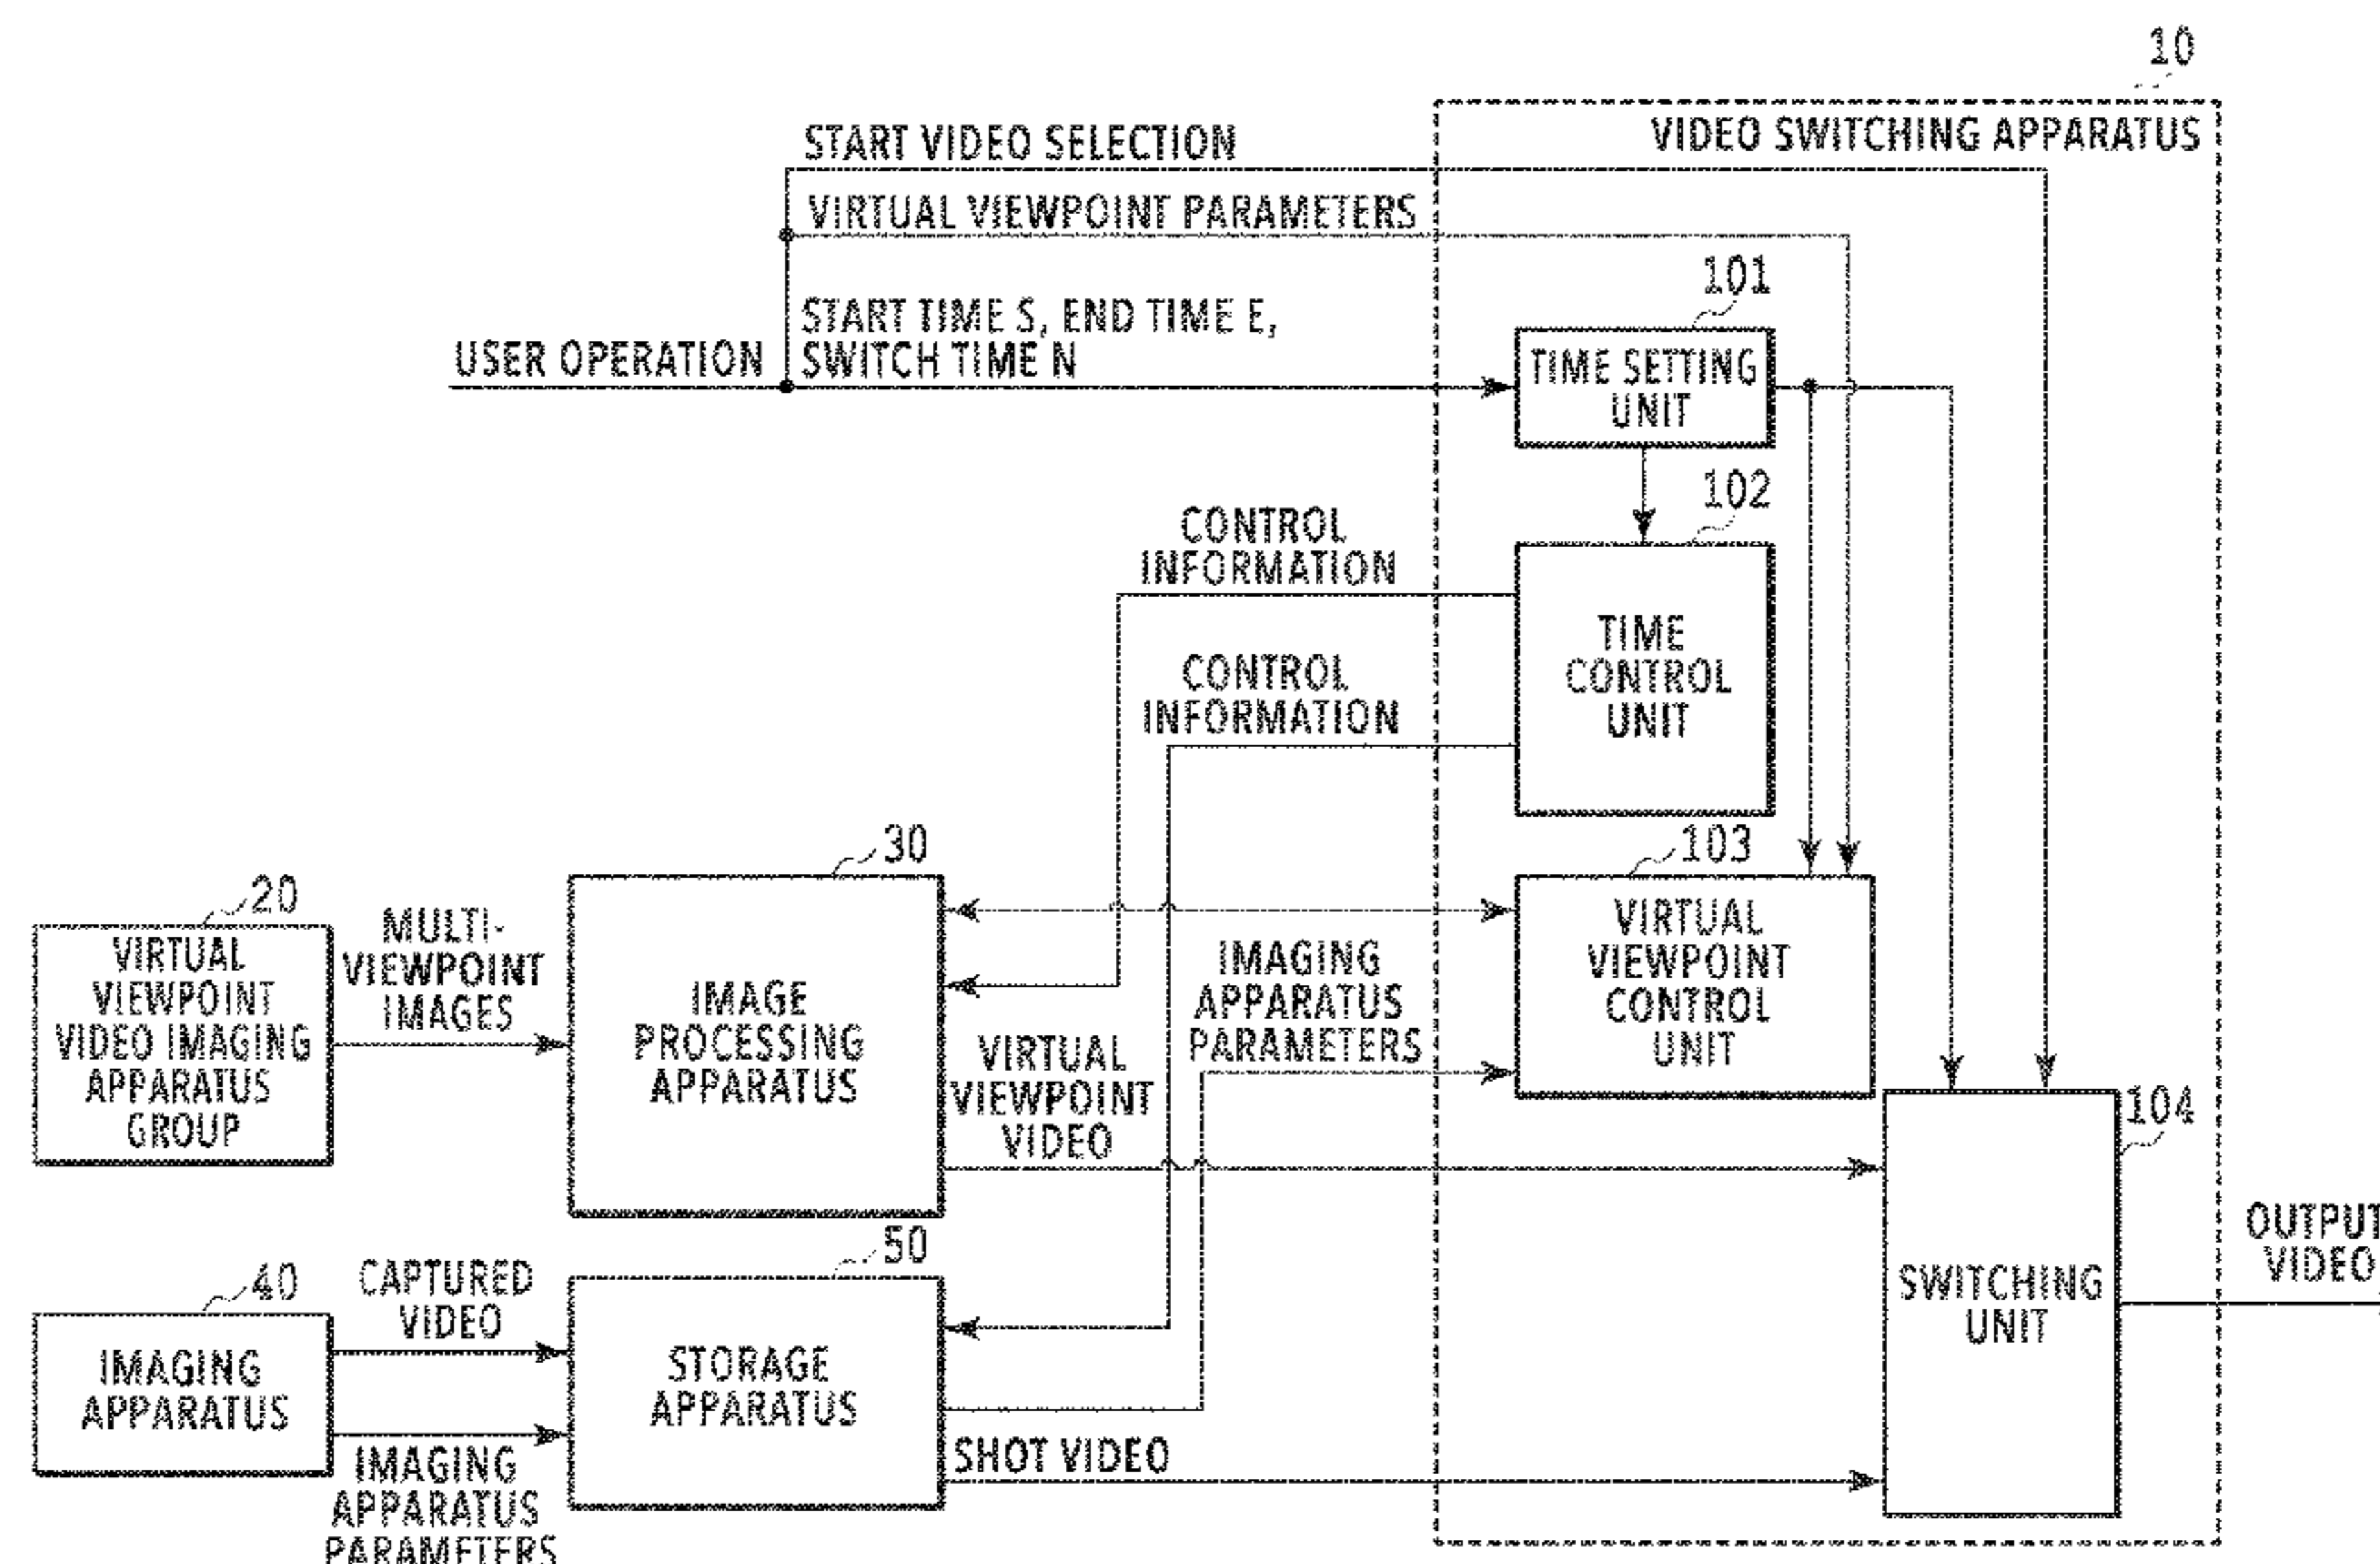 10
VIDEO SWITCHING APPARATUS
START VIDEO SELECTION
VIRTUAL VIEWPOINT PARAMETERS
START TIME S, END TIME E,
SWITCH TIME N
USER OPERATION
101
TIME SETTING
UNIT
102
CONTROL
INFORMATION
TIME
CONTROL
UNIT
CONTROL
INFORMATION
30
IMAGE
PROCESSING
APPARATUS
20
VIRTUAL
VIEWPOINT
VIDEO IMAGING
APPARATUS
GROUP
MULTI-
VIEWPOINT
IMAGES
103
VIRTUAL
VIEWPOINT
CONTROL
UNIT
IMAGING
APPARATUS
PARAMETERS
VIRTUAL
VIEWPOINT
VIDEO
104
SWITCHING
UNIT
OUTPUT
VIDEO
40
IMAGING
APPARATUS
CAPTURED
VIDEO
IMAGING
APPARATUS
PARAMETERS
50
STORAGE
APPARATUS
SHOT VIDEO